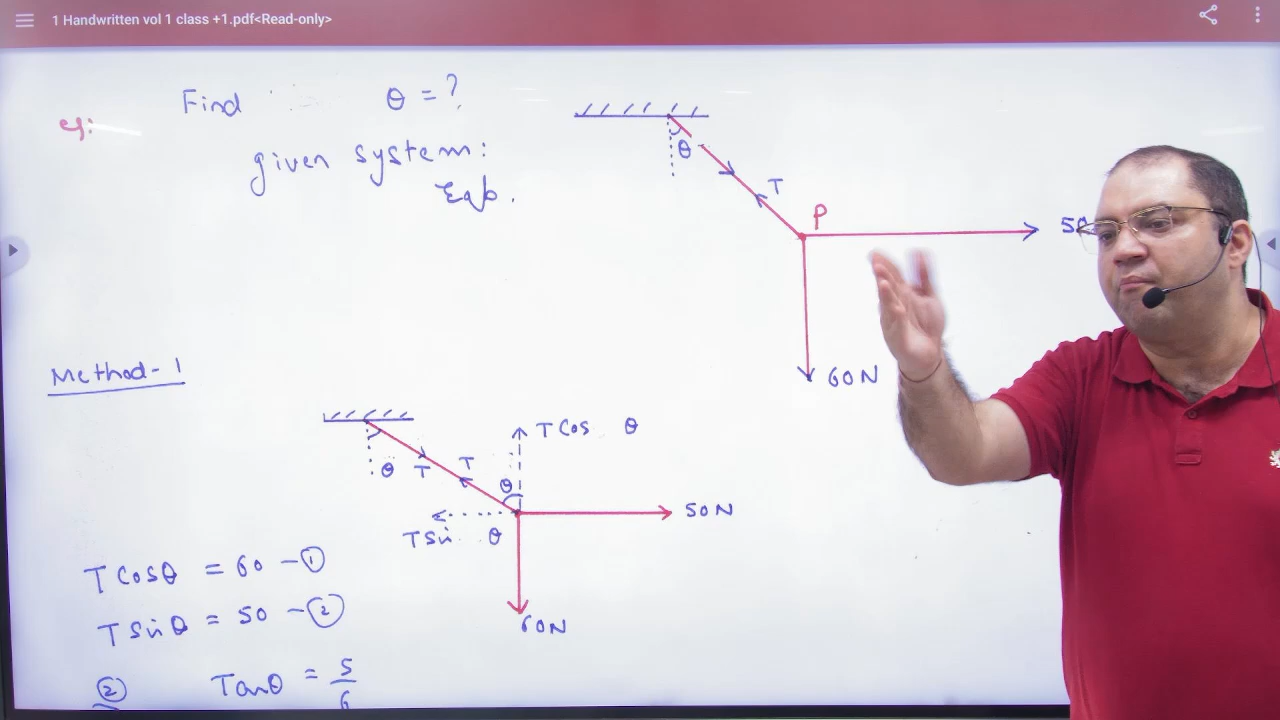 1 Handwritten vol 1 class +1.pdf<Read-only>
eg:
Find θ = ?
given system:
Eqb.
θ
T
P
60N
Method-1
T Cos θ
θ
T
T
θ
50N
T Sin θ
60N
T Cosθ = 60 - ①
T Sinθ = 50 - ②
② Tanθ = 5/6